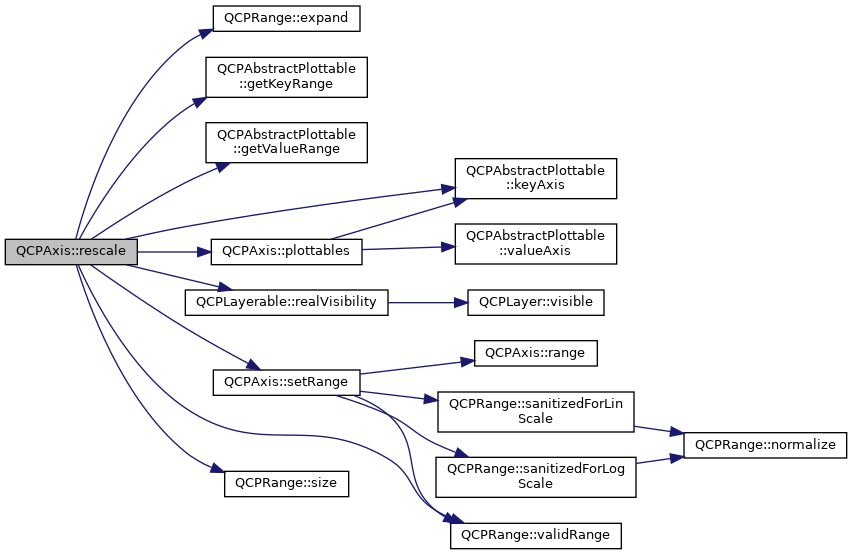 QCPRange::expand
QCPAbstractPlottable
::getKeyRange
QCPAbstractPlottable
::getValueRange
QCPAbstractPlottable
::keyAxis
QCPAxis::rescale
QCPAxis::plottables
QCPAbstractPlottable
::valueAxis
QCPLayerable::realVisibility
QCPLayer::visible
QCPAxis::range
QCPAxis::setRange
QCPRange::sanitizedForLin
Scale
QCPRange::normalize
QCPRange::sanitizedForLog
Scale
QCPRange::size
QCPRange::validRange